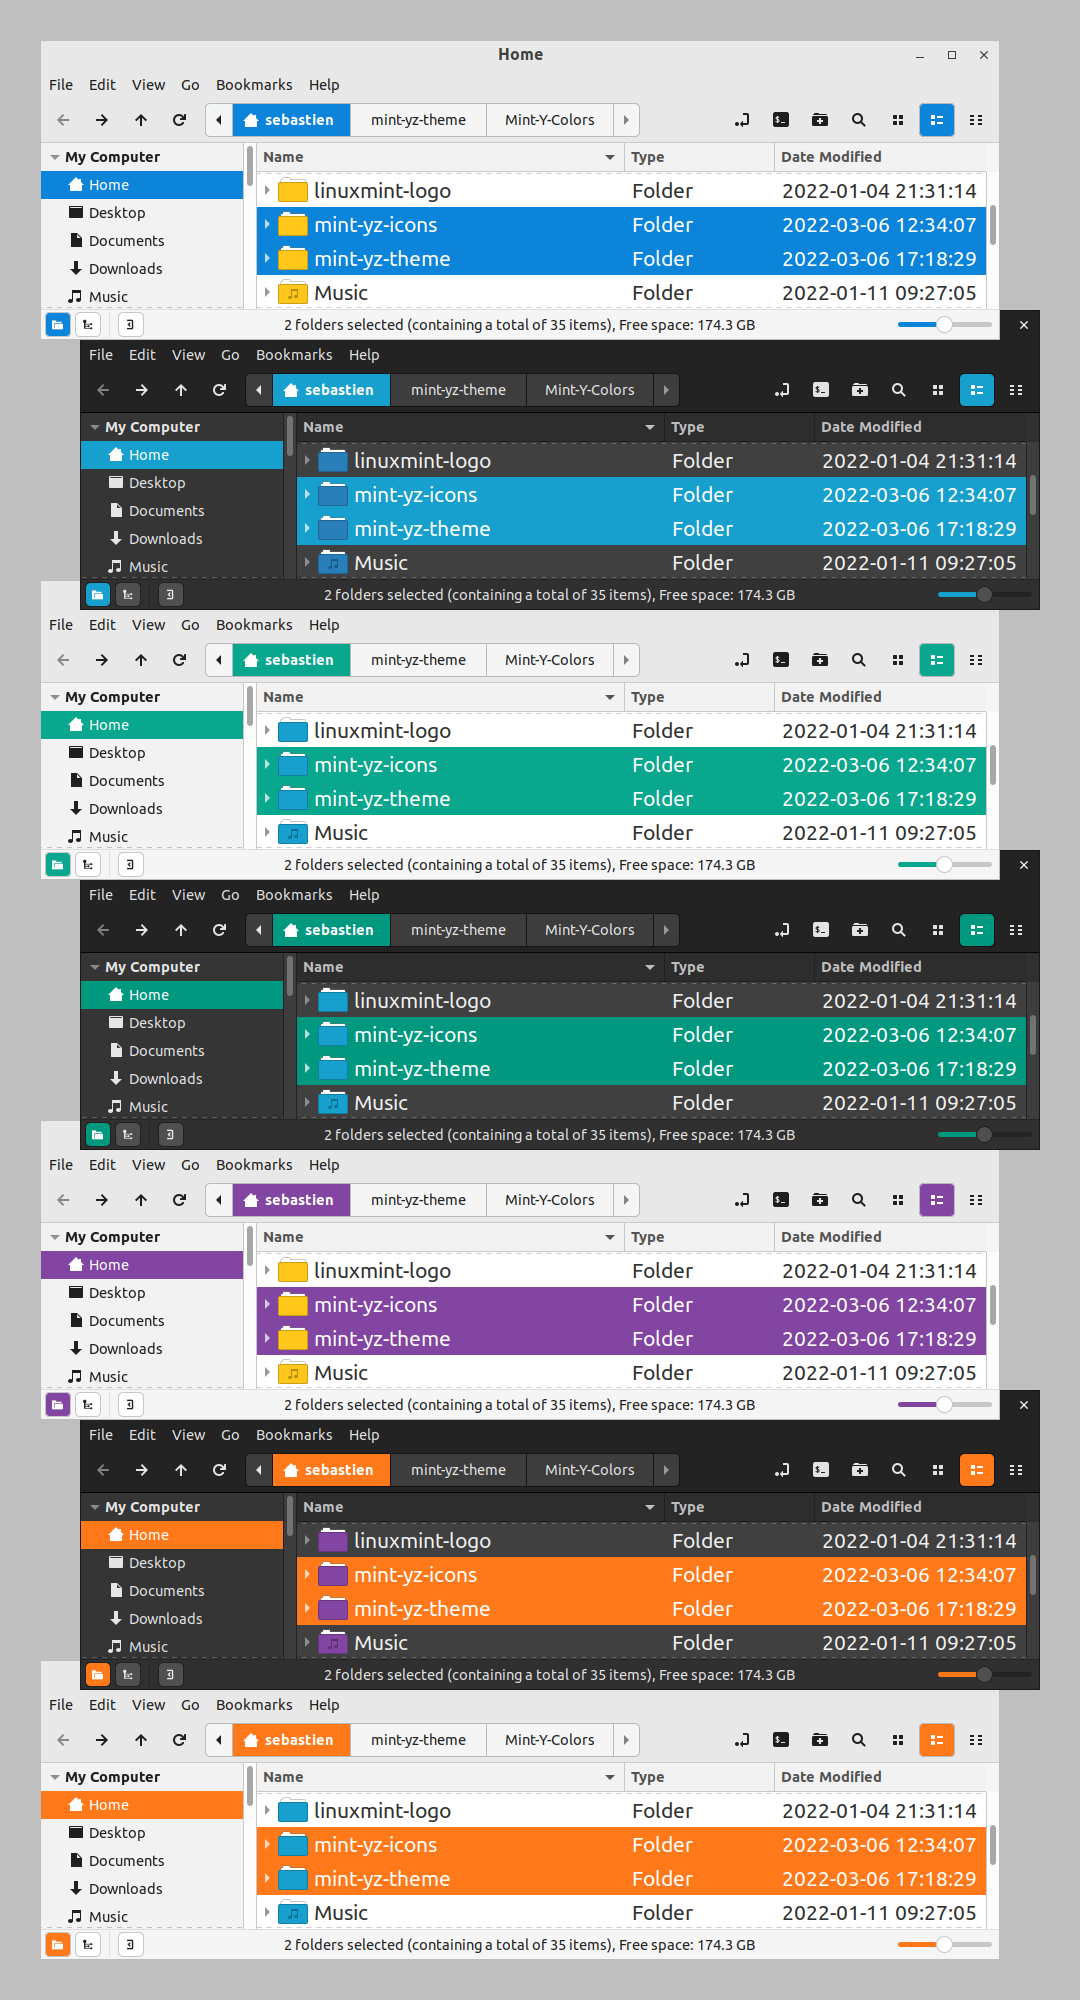 Home
File Edit View Go Bookmarks Help
sebastien mint-yz-theme Mint-Y-Colors
My Computer Name Type Date Modified
Home linuxmint-logo Folder 2022-01-04 21:31:14
Desktop mint-yz-icons Folder 2022-03-06 12:34:07
Documents
Downloads mint-yz-theme Folder 2022-03-06 17:18:29
Music Music Folder 2022-01-11 09:27:05
2 folders selected (containing a total of 35 items), Free space: 174.3 GB
File Edit View Go Bookmarks Help
sebastien mint-yz-theme Mint-Y-Colors
My Computer Name Type Date Modified
Home linuxmint-logo Folder 2022-01-04 21:31:14
Desktop mint-yz-icons Folder 2022-03-06 12:34:07
Documents
Downloads mint-yz-theme Folder 2022-03-06 17:18:29
Music Music Folder 2022-01-11 09:27:05
2 folders selected (containing a total of 35 items), Free space: 174.3 GB
File Edit View Go Bookmarks Help
sebastien mint-yz-theme Mint-Y-Colors
My Computer Name Type Date Modified
Home linuxmint-logo Folder 2022-01-04 21:31:14
Desktop mint-yz-icons Folder 2022-03-06 12:34:07
Documents
Downloads mint-yz-theme Folder 2022-03-06 17:18:29
Music Music Folder 2022-01-11 09:27:05
2 folders selected (containing a total of 35 items), Free space: 174.3 GB
File Edit View Go Bookmarks Help
sebastien mint-yz-theme Mint-Y-Colors
My Computer Name Type Date Modified
Home linuxmint-logo Folder 2022-01-04 21:31:14
Desktop mint-yz-icons Folder 2022-03-06 12:34:07
Documents
Downloads mint-yz-theme Folder 2022-03-06 17:18:29
Music Music Folder 2022-01-11 09:27:05
2 folders selected (containing a total of 35 items), Free space: 174.3 GB
File Edit View Go Bookmarks Help
sebastien mint-yz-theme Mint-Y-Colors
My Computer Name Type Date Modified
Home linuxmint-logo Folder 2022-01-04 21:31:14
Desktop mint-yz-icons Folder 2022-03-06 12:34:07
Documents
Downloads mint-yz-theme Folder 2022-03-06 17:18:29
Music Music Folder 2022-01-11 09:27:05
2 folders selected (containing a total of 35 items), Free space: 174.3 GB
File Edit View Go Bookmarks Help
sebastien mint-yz-theme Mint-Y-Colors
My Computer Name Type Date Modified
Home linuxmint-logo Folder 2022-01-04 21:31:14
Desktop mint-yz-icons Folder 2022-03-06 12:34:07
Documents
Downloads mint-yz-theme Folder 2022-03-06 17:18:29
Music Music Folder 2022-01-11 09:27:05
2 folders selected (containing a total of 35 items), Free space: 174.3 GB
File Edit View Go Bookmarks Help
sebastien mint-yz-theme Mint-Y-Colors
My Computer Name Type Date Modified
Home linuxmint-logo Folder 2022-01-04 21:31:14
Desktop mint-yz-icons Folder 2022-03-06 12:34:07
Documents
Downloads mint-yz-theme Folder 2022-03-06 17:18:29
Music Music Folder 2022-01-11 09:27:05
2 folders selected (containing a total of 35 items), Free space: 174.3 GB